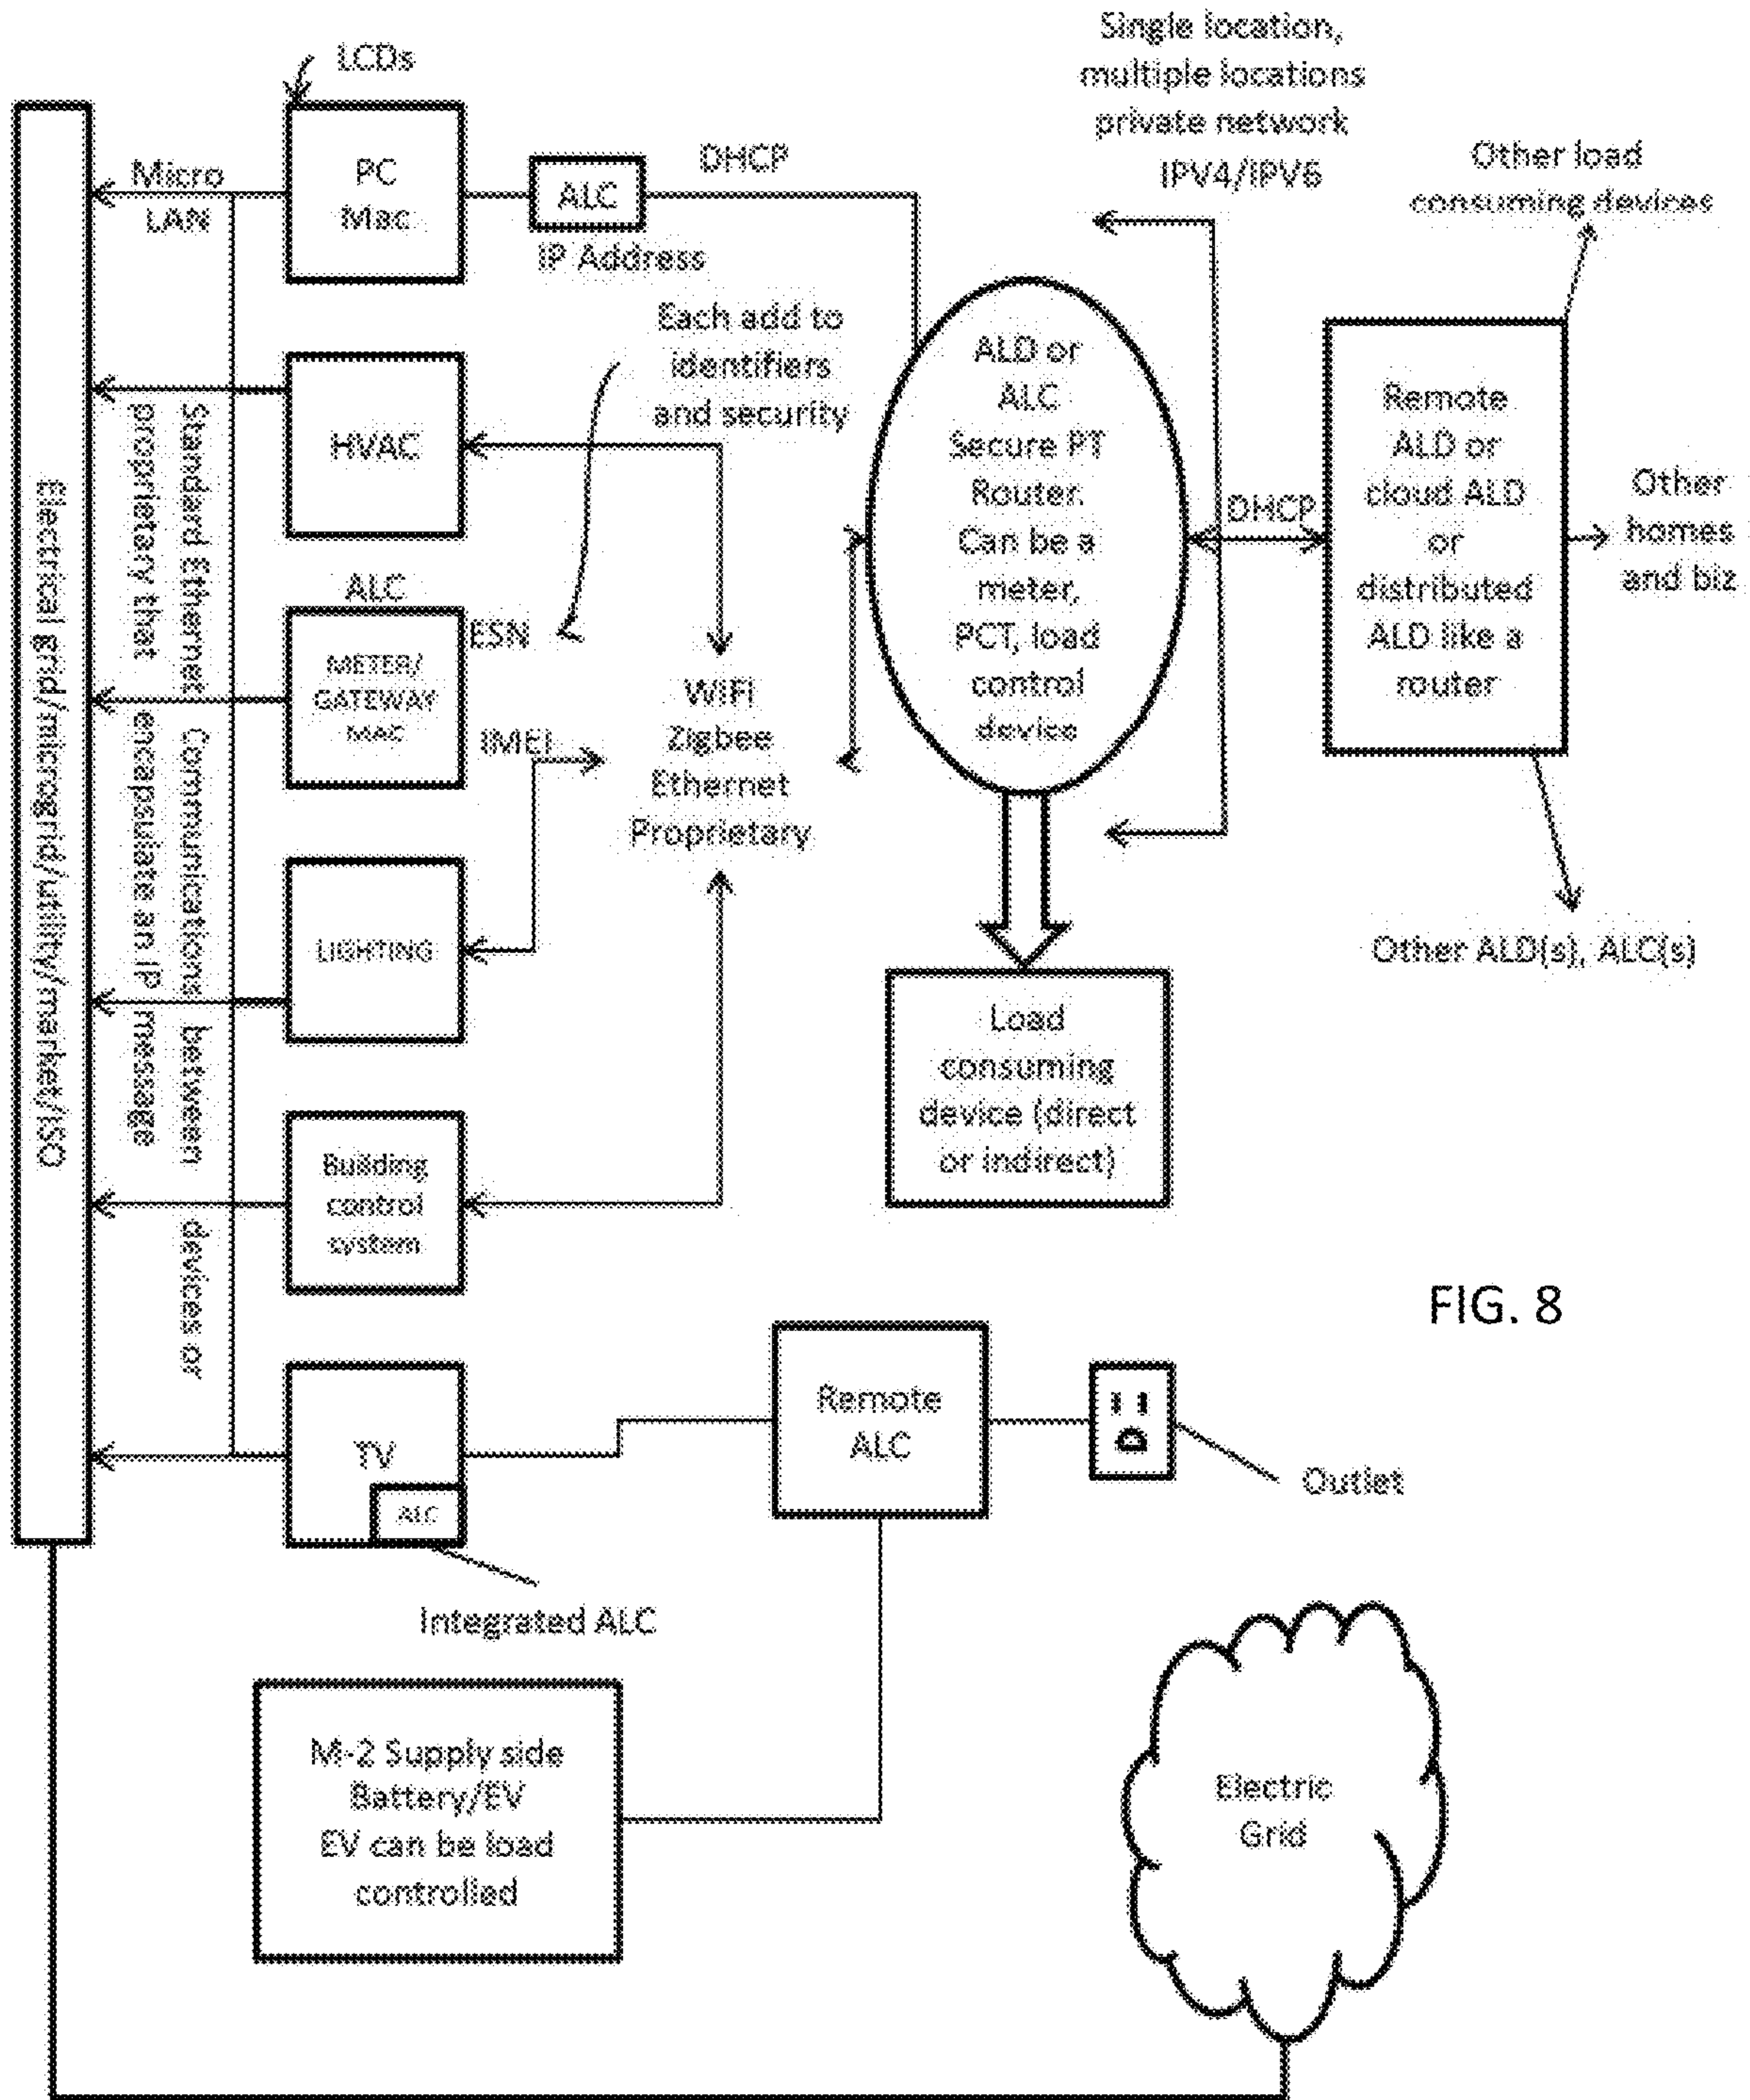 LCDs
Single location,
multiple locations
private network
IPV4/IPV6
Micro
LAN
PC
Mac
ALC
IP Address
DHCP
Other load
consuming devices
Each add to
identifiers
and security
HVAC
ALD or
ALC
Secure PT
Router.
Can be a
meter,
PCT, load
control
device
DHCP
Remote
ALD or
cloud ALD
or
distributed
ALD like a
router
Other
homes
and biz
Electrical grid/microgrid/utility/market/ISO
Standard Ethernet Communications between devices or
proprietary that encapsulate an IP message
ALC
METER/
GATEWAY
MAC
ESN
IMEI
WiFi
Zigbee
Ethernet
Proprietary
LIGHTING
Other ALD(s), ALC(s)
Load
consuming
device (direct
or indirect)
Building
control
system
FIG. 8
TV
ALC
Remote
ALC
Outlet
Integrated ALC
M-2 Supply side
Battery/EV
EV can be load
controlled
Electric
Grid